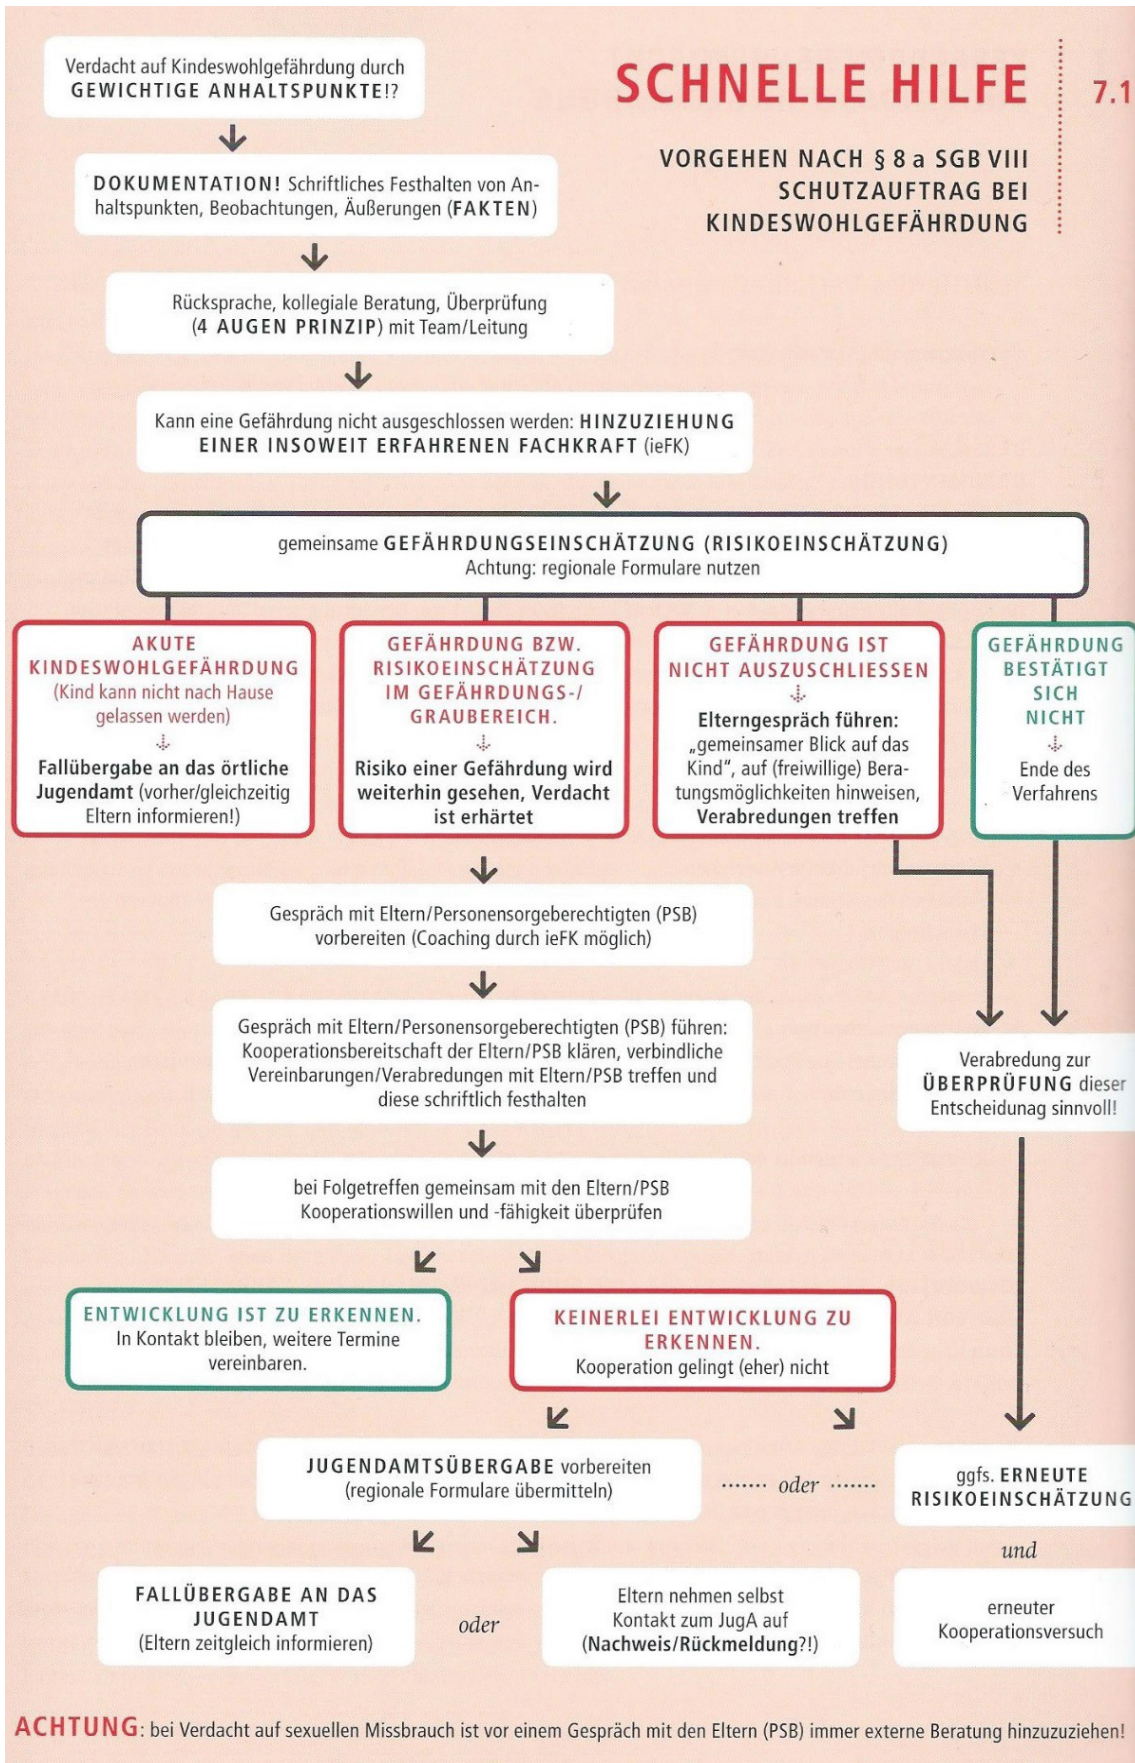 SCHNELLE HILFE
7.1
VORGEHEN NACH § 8 a SGB VIII
SCHUTZAUFTRAG BEI
KINDESWOHLGEFÄHRDUNG
Verdacht auf Kindeswohlgefährdung durch
GEWICHTIGE ANHALTSPUNKTE!?
DOKUMENTATION! Schriftliches Festhalten von An-
haltspunkten, Beobachtungen, Äußerungen (FAKTEN)
Rücksprache, kollegiale Beratung, Überprüfung
(4 AUGEN PRINZIP) mit Team/Leitung
Kann eine Gefährdung nicht ausgeschlossen werden: HINZUZIEHUNG
EINER INSOWEIT ERFAHRENEN FACHKRAFT (ieFK)
gemeinsame GEFÄHRDUNGSEINSCHÄTZUNG (RISIKOEINSCHÄTZUNG)
Achtung: regionale Formulare nutzen
AKUTE
KINDESWOHLGEFÄHRDUNG
(Kind kann nicht nach Hause
gelassen werden)
Fallübergabe an das örtliche
Jugendamt (vorher/gleichzeitig
Eltern informieren!)
GEFÄHRDUNG BZW.
RISIKOEINSCHÄTZUNG
IM GEFÄHRDUNGS-/
GRAUBEREICH.
Risiko einer Gefährdung wird
weiterhin gesehen, Verdacht
ist erhärtet
GEFÄHRDUNG IST
NICHT AUSZUSCHLIESSEN
Elterngespräch führen:
„gemeinsamer Blick auf das
Kind“, auf (freiwillige) Bera-
tungsmöglichkeiten hinweisen,
Verabredungen treffen
GEFÄHRDUNG
BESTÄTIGT
SICH
NICHT
Ende des
Verfahrens
Gespräch mit Eltern/Personensorgeberechtigten (PSB)
vorbereiten (Coaching durch ieFK möglich)
Gespräch mit Eltern/Personensorgeberechtigten (PSB) führen:
Kooperationsbereitschaft der Eltern/PSB klären, verbindliche
Vereinbarungen/Verabredungen mit Eltern/PSB treffen und
diese schriftlich festhalten
Verabredung zur
ÜBERPRÜFUNG dieser
Entscheidunag sinnvoll!
bei Folgetreffen gemeinsam mit den Eltern/PSB
Kooperationswillen und -fähigkeit überprüfen
ENTWICKLUNG IST ZU ERKENNEN.
In Kontakt bleiben, weitere Termine
vereinbaren.
KEINERLEI ENTWICKLUNG ZU
ERKENNEN.
Kooperation gelingt (eher) nicht
JUGENDAMTSÜBERGABE vorbereiten
(regionale Formulare übermitteln)
....... oder .......
ggfs. ERNEUTE
RISIKOEINSCHÄTZUNG
und
FALLÜBERGABE AN DAS
JUGENDAMT
(Eltern zeitgleich informieren)
oder
Eltern nehmen selbst
Kontakt zum JugA auf
(Nachweis/Rückmeldung?!)
erneuter
Kooperationsversuch
ACHTUNG: bei Verdacht auf sexuellen Missbrauch ist vor einem Gespräch mit den Eltern (PSB) immer externe Beratung hinzuzuziehen!